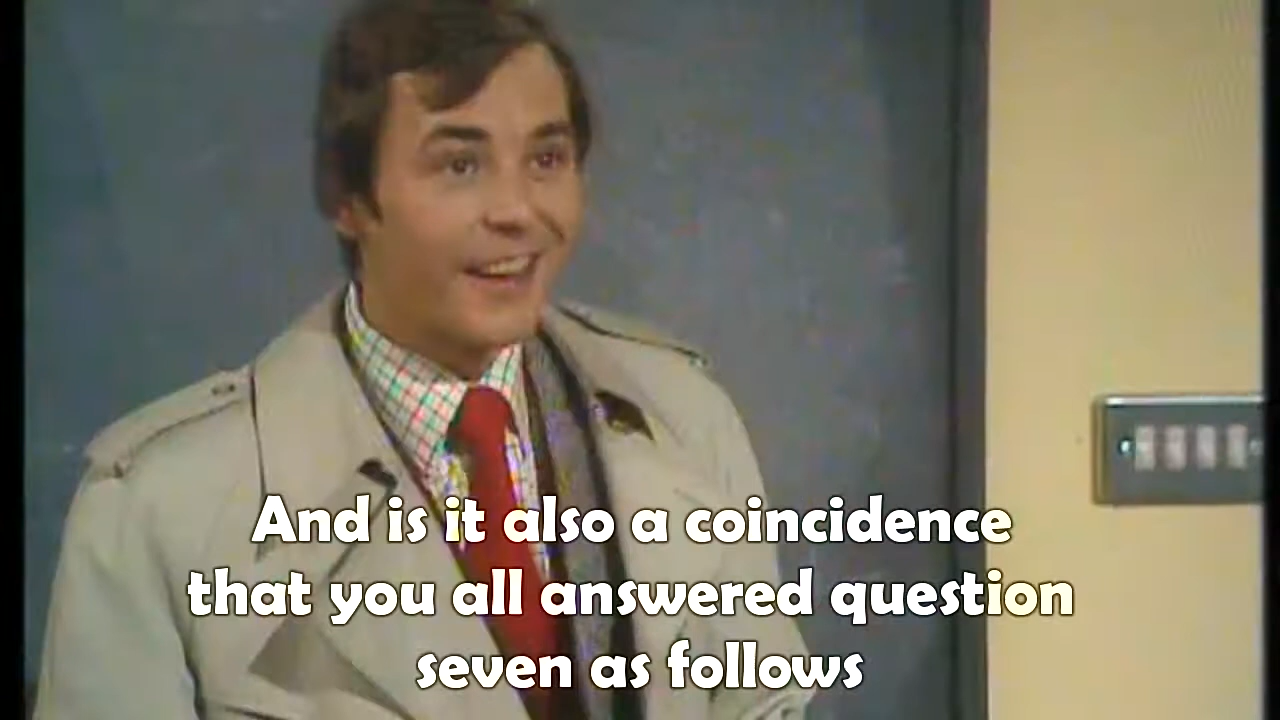 And is it also a coincidence
that you all answered question
seven as follows